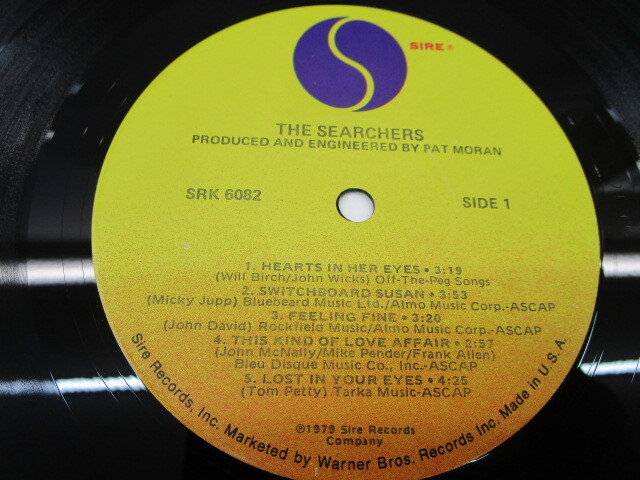 SIRE®
THE SEARCHERS
PRODUCED AND ENGINEERED BY PAT MORAN
SRK 6082
SIDE 1
1. HEARTS IN HER EYES • 3:19
(Will Birch/John Wicks) Off-The-Peg Songs
2. SWITCHBOARD SUSAN • 3:53
(Micky Jupp) Bluebeard Music Ltd./Almo Music Corp.-ASCAP
3. FEELING FINE • 3:20
(John David) Rockfield Music/Almo Music Corp.-ASCAP
4. THIS KIND OF LOVE AFFAIR • 2:57
(John McNally/Mike Pender/Frank Allen)
Bleu Disque Music Co., Inc.-ASCAP
5. LOST IN YOUR EYES • 4:25
(Tom Petty) Tarka Music-ASCAP
℗1979 Sire Records
Company
Sire Records, Inc. Marketed by Warner Bros. Records Inc. Made in U.S.A.